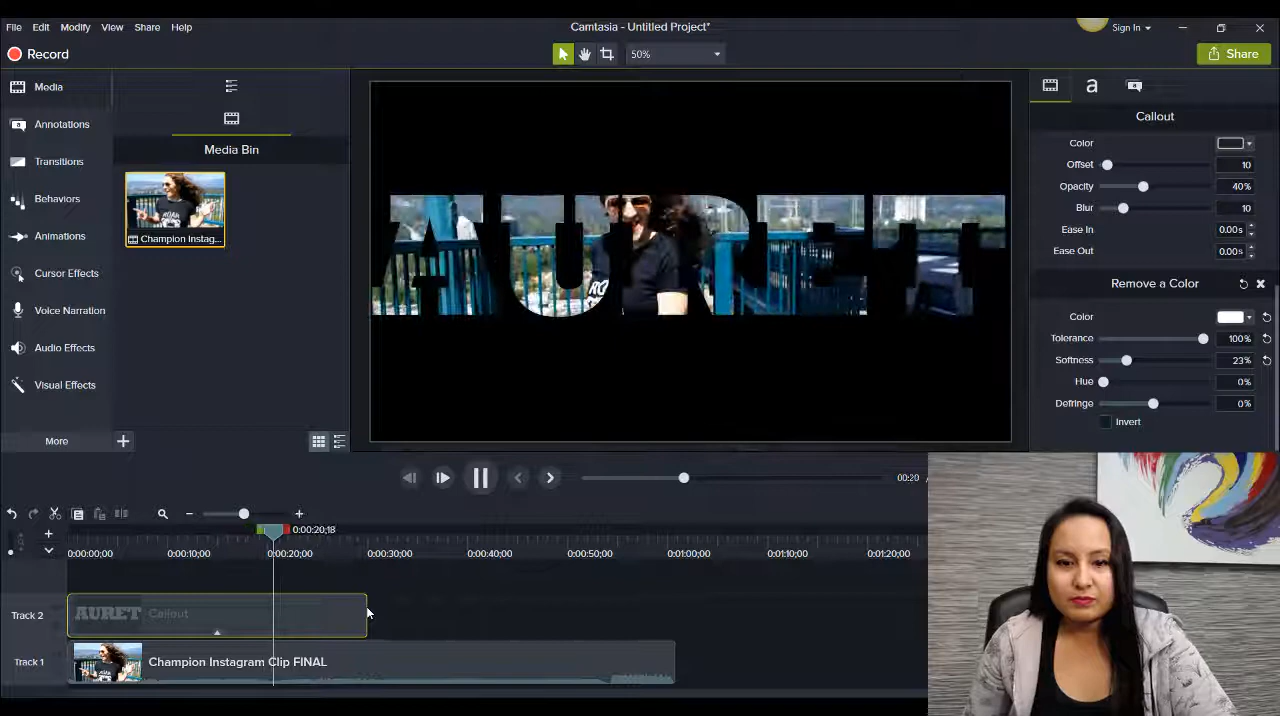 File Edit Modify View Share Help
Camtasia - Untitled Project*
Sign In
Record
50%
Share
Media
Annotations
Transitions
Behaviors
Animations
Cursor Effects
Voice Narration
Audio Effects
Visual Effects
More
Media Bin
Champion Instag...
AURET
a
Callout
Color
Offset 10
Opacity 40%
Blur 10
Ease In 0.00s
Ease Out 0.00s
Remove a Color
Color
Tolerance 100%
Softness 23%
Hue 0%
Defringe 0%
Invert
00:20 /
0:00:20;18
0:00:00;00 0:00:10;00 0:00:20;00 0:00:30;00 0:00:40;00 0:00:50;00 0:01:00;00 0:01:10;00 0:01:20;00
Track 2
AURET Callout
Track 1
Champion Instagram Clip FINAL